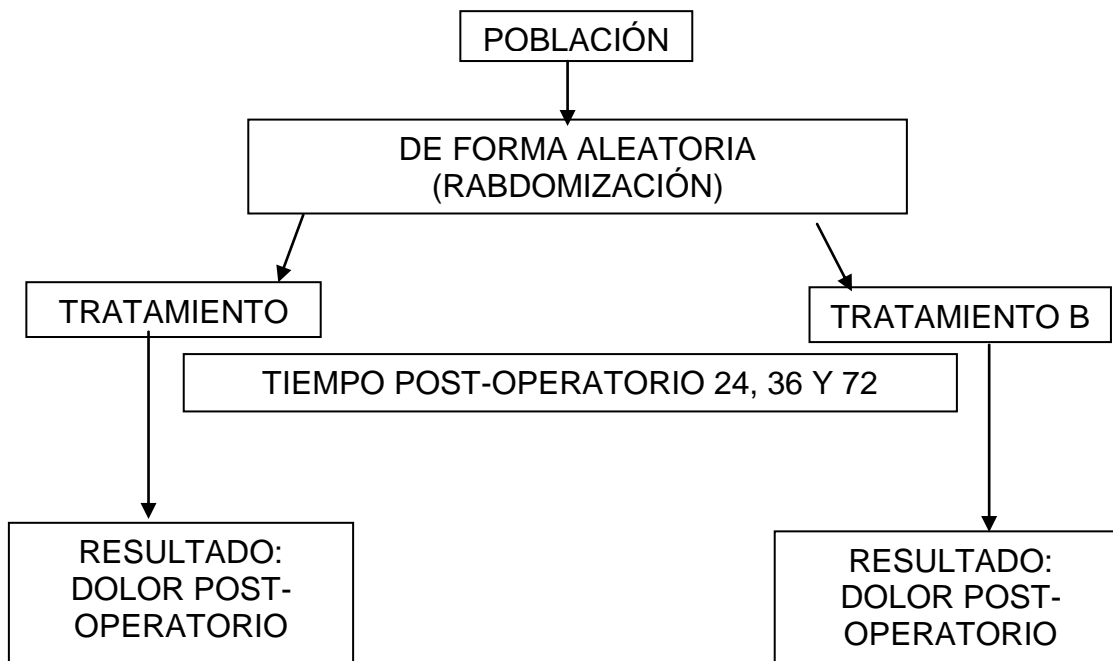 POBLACIÓN
DE FORMA ALEATORIA
(RABDOMIZACIÓN)
TRATAMIENTO
TRATAMIENTO B
TIEMPO POST-OPERATORIO 24, 36 Y 72
RESULTADO:
DOLOR POST-
OPERATORIO
RESULTADO:
DOLOR POST-
OPERATORIO